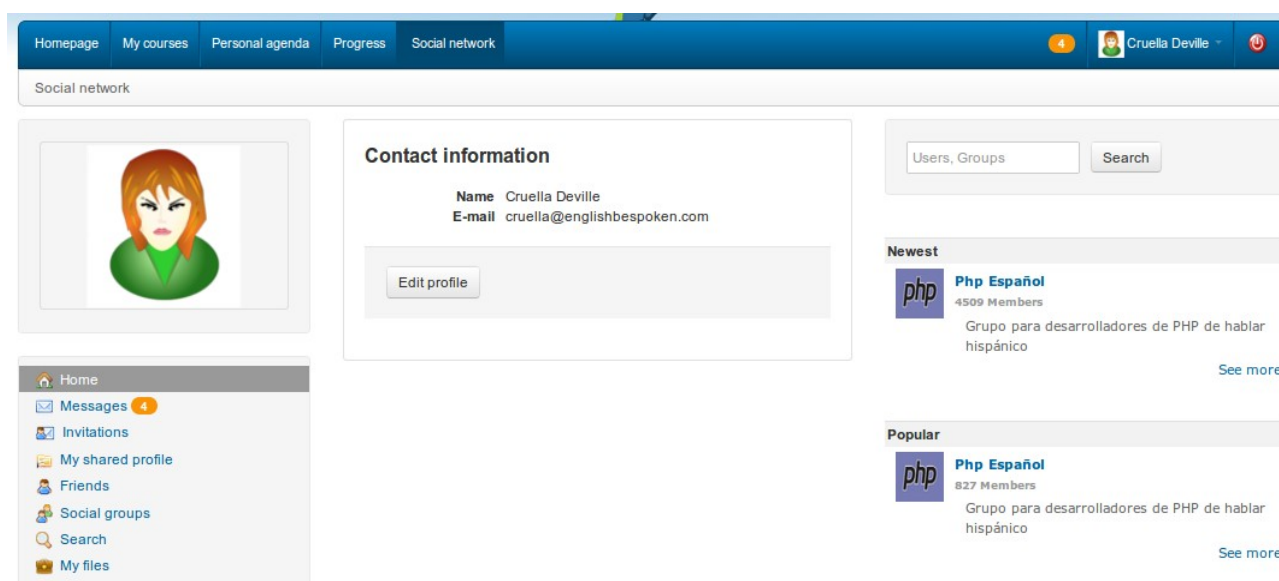 Homepage My courses Personal agenda Progress Social network 4 Cruella Deville
Social network
Contact information
Name Cruella Deville
E-mail cruella@englishbespoken.com
Edit profile
Home
Messages 4
Invitations
My shared profile
Friends
Social groups
Search
My files
Users, Groups Search
Newest
php Php Español
4509 Members
Grupo para desarrolladores de PHP de hablar
hispánico
See more
Popular
php Php Español
827 Members
Grupo para desarrolladores de PHP de hablar
hispánico
See more